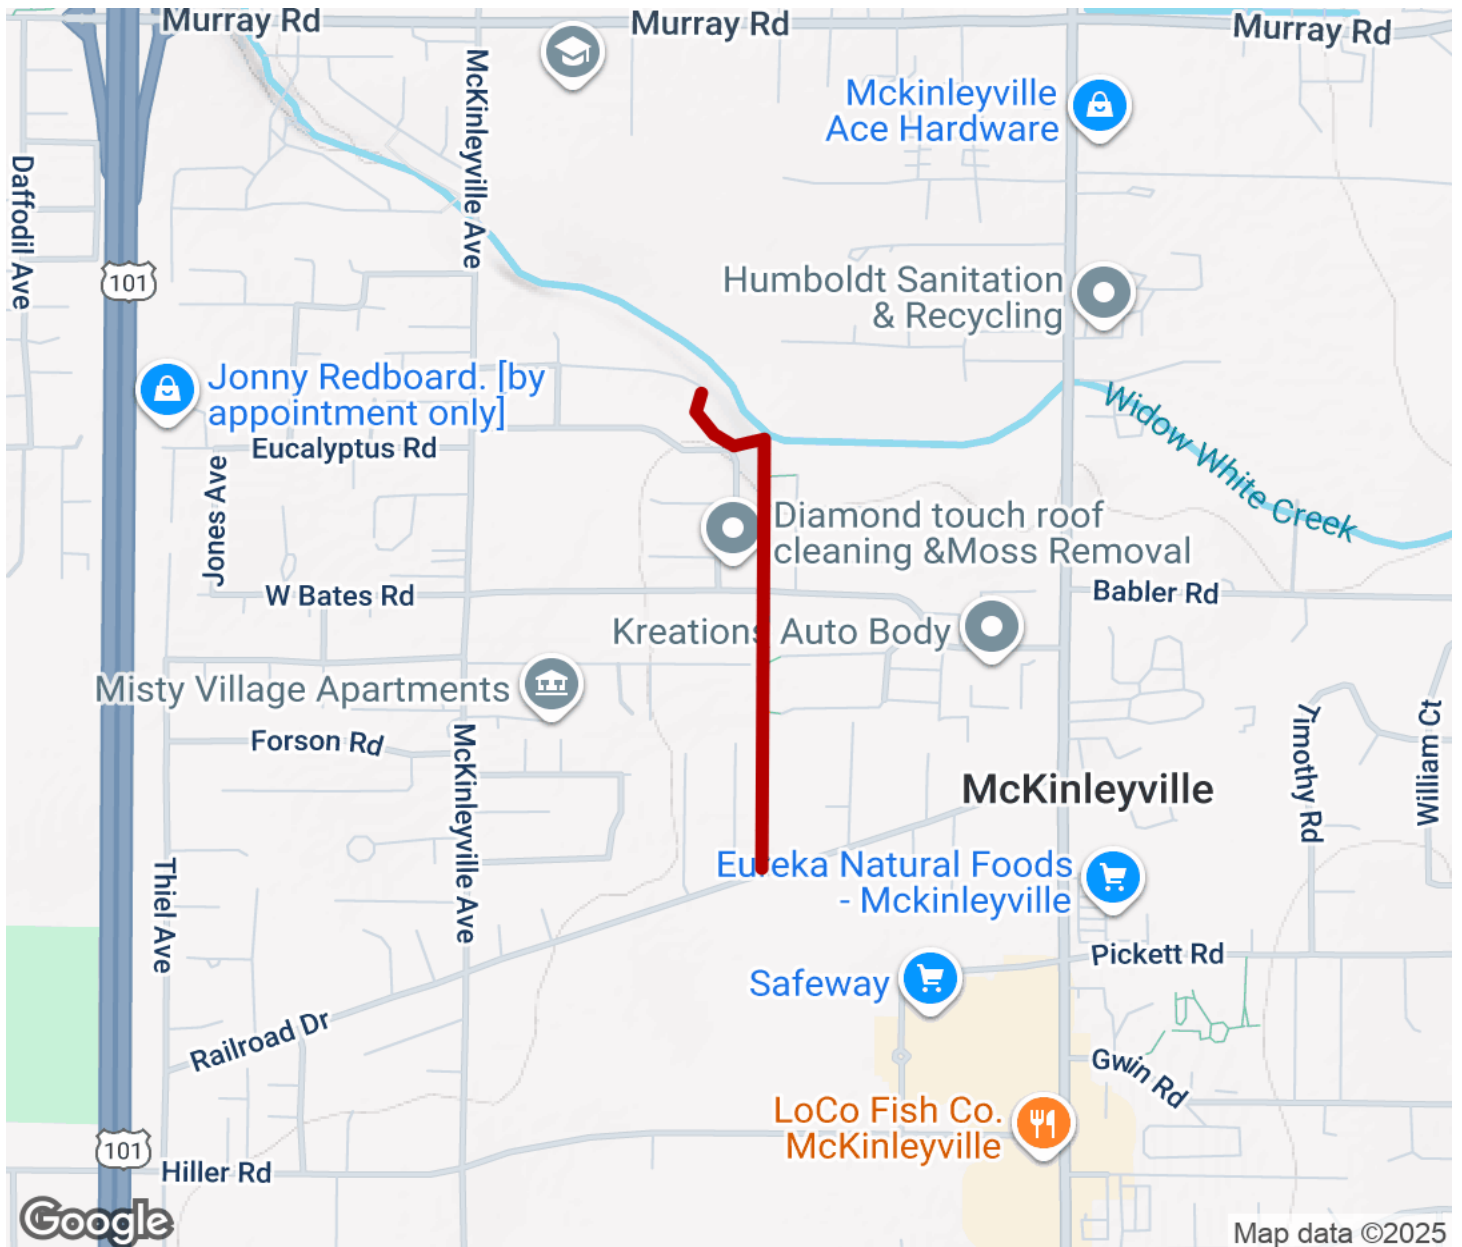 Murray Rd
Murray Rd
Murray Rd
McKinleyville Ave
Mckinleyville
Ace Hardware
Daffodil Ave
101
Humboldt Sanitation
& Recycling
Jonny Redboard. [by
appointment only]
Widow White Creek
Eucalyptus Rd
Jones Ave
Diamond touch roof
cleaning &Moss Removal
W Bates Rd
Babler Rd
Kreations Auto Body
Misty Village Apartments
Forson Rd
McKinleyville Ave
McKinleyville
Timothy Rd
William Ct
Eureka Natural Foods
- Mckinleyville
Thiel Ave
Pickett Rd
Safeway
Railroad Dr
Gwin Rd
LoCo Fish Co.
McKinleyville
101
Hiller Rd
Google
Map data ©2025